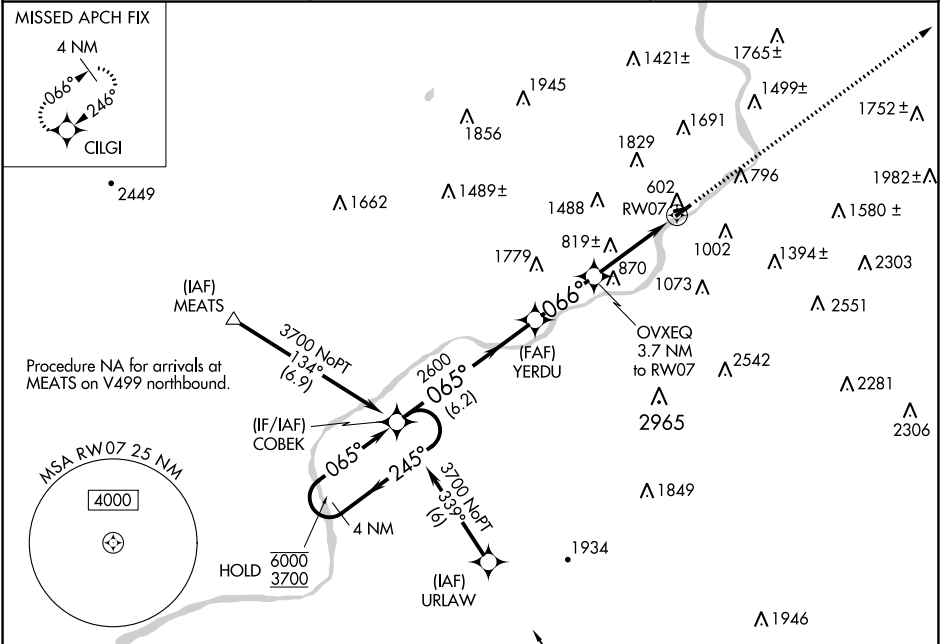 MISSED APCH FIX
4 NM
066°
246°
CILGI
2449
1945
1856
1421±
1765±
1499±
1752 ±
1691
1829
1662
1489±
1488
602
796
1982±
RW07
1580 ±
819±
1002
1779
870
1394±
2303
1073
(IAF)
MEATS
3700 NoPT
134°
(6.9)
066°
2551
OVXEQ
3.7 NM
to RW07
(FAF)
YERDU
Procedure NA for arrivals at
MEATS on V499 northbound.
2600
065°
(6.2)
2542
2281
2965
2306
(IF/IAF)
COBEK
065°
245°
3700 NoPT
339°
(6)
MSA RW07 25 NM
4000
4 NM
1849
HOLD
6000
3700
1934
(IAF)
URLAW
1946